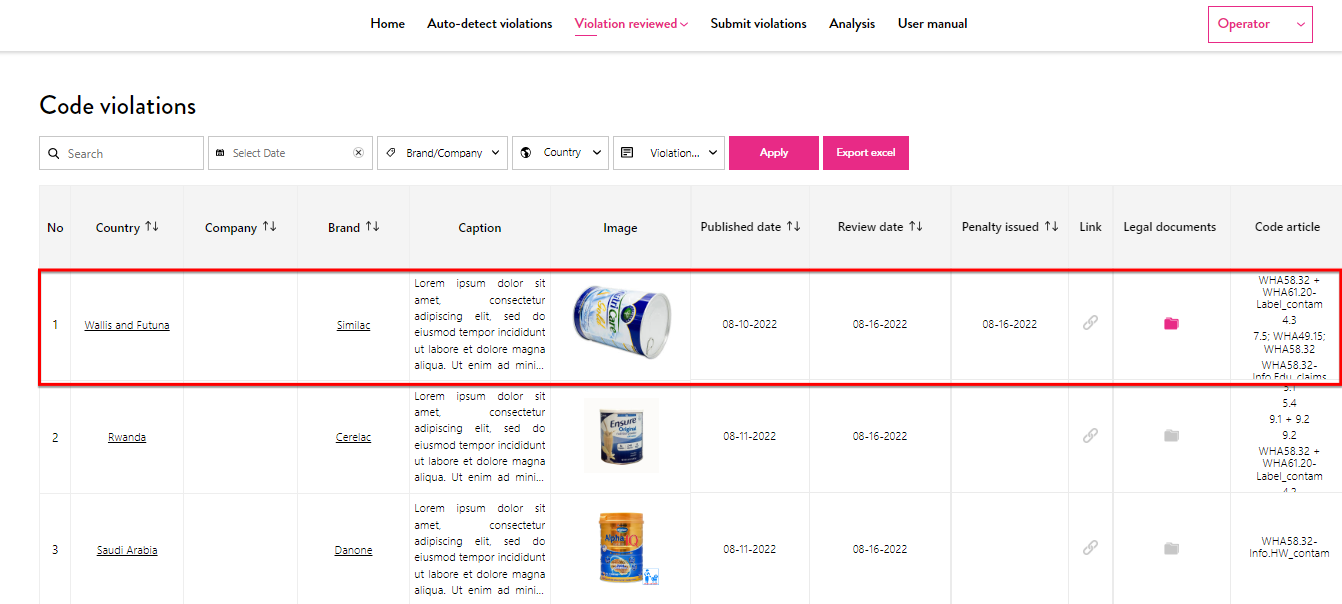 Home Auto-detect violations Violation reviewed Submit violations Analysis User manual Operator
Code violations
Search Select Date Brand/Company Country Violation... Apply Export excel
No Country Company Brand Caption Image Published date Review date Penalty issued Link Legal documents Code article
Lorem ipsum dolor sit
amet, consectetur
adipiscing elit, sed do
eiusmod tempor incididunt
ut labore et dolore magna
aliqua. Ut enim ad mini...
1 Wallis and Futuna Similac 08-10-2022 08-16-2022 08-16-2022
WHA58.32 +
WHA61.20-
Label_contam
4.3
7.5; WHA49.15;
WHA58.32
WHA58.32-
Info.Edu_claims
5.1
Lorem ipsum dolor sit
amet, consectetur
adipiscing elit, sed do
eiusmod tempor incididunt
ut labore et dolore magna
aliqua. Ut enim ad mini...
Ensure
Original
2 Rwanda Cerelac 08-11-2022 08-16-2022
5.4
9.1 + 9.2
9.2
WHA58.32 +
WHA61.20-
Label_contam
4.2
Lorem ipsum dolor sit
amet, consectetur
adipiscing elit, sed do
eiusmod tempor incididunt
ut labore et dolore magna
aliqua. Ut enim ad mini...
Alpha IQ
3 Saudi Arabia Danone 08-11-2022 08-16-2022
WHA58.32-
Info.HW_contam